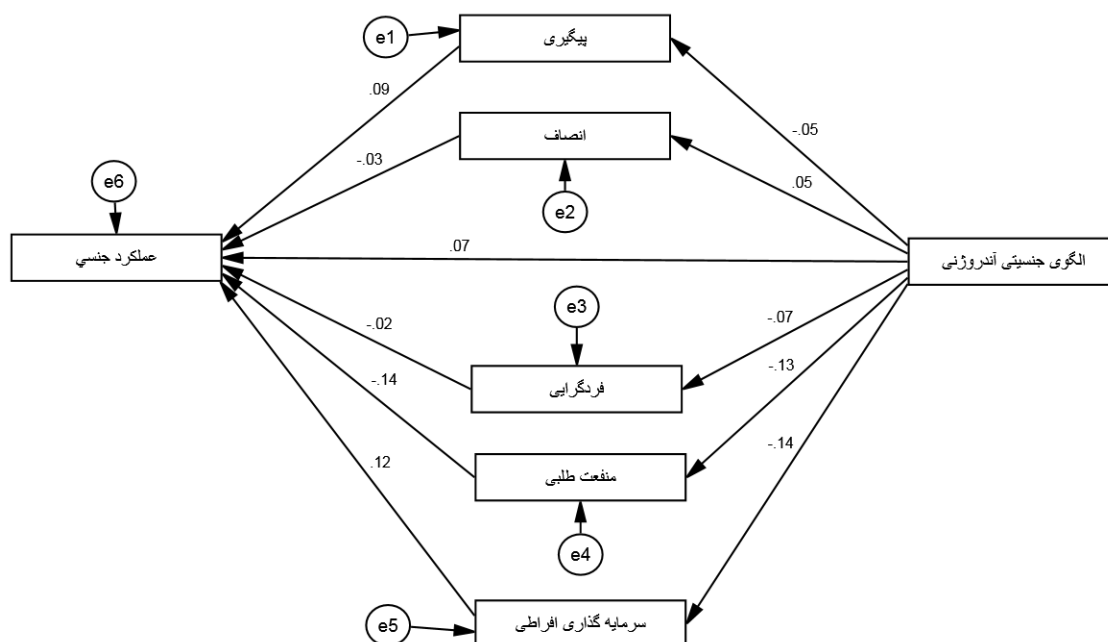 e1
پیگیری
.09
-.05
انصاف
-.03
.05
e6
e2
عملکرد جنسي
.07
الگوی جنسیتی آندروژنی
e3
-.02
-.07
فردگرایی
-.14
-.13
.12
-.14
منفعت طلبی
e4
سرمایه گذاری افراطی
e5